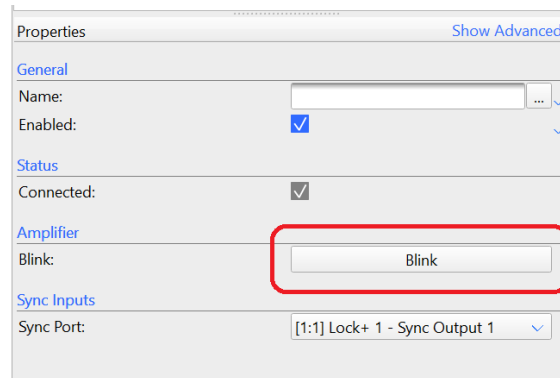 Properties Show Advanced
General
Name: ...
Enabled:
Status
Connected:
Amplifier
Blink: Blink
Sync Inputs
Sync Port: [1:1] Lock+ 1 - Sync Output 1